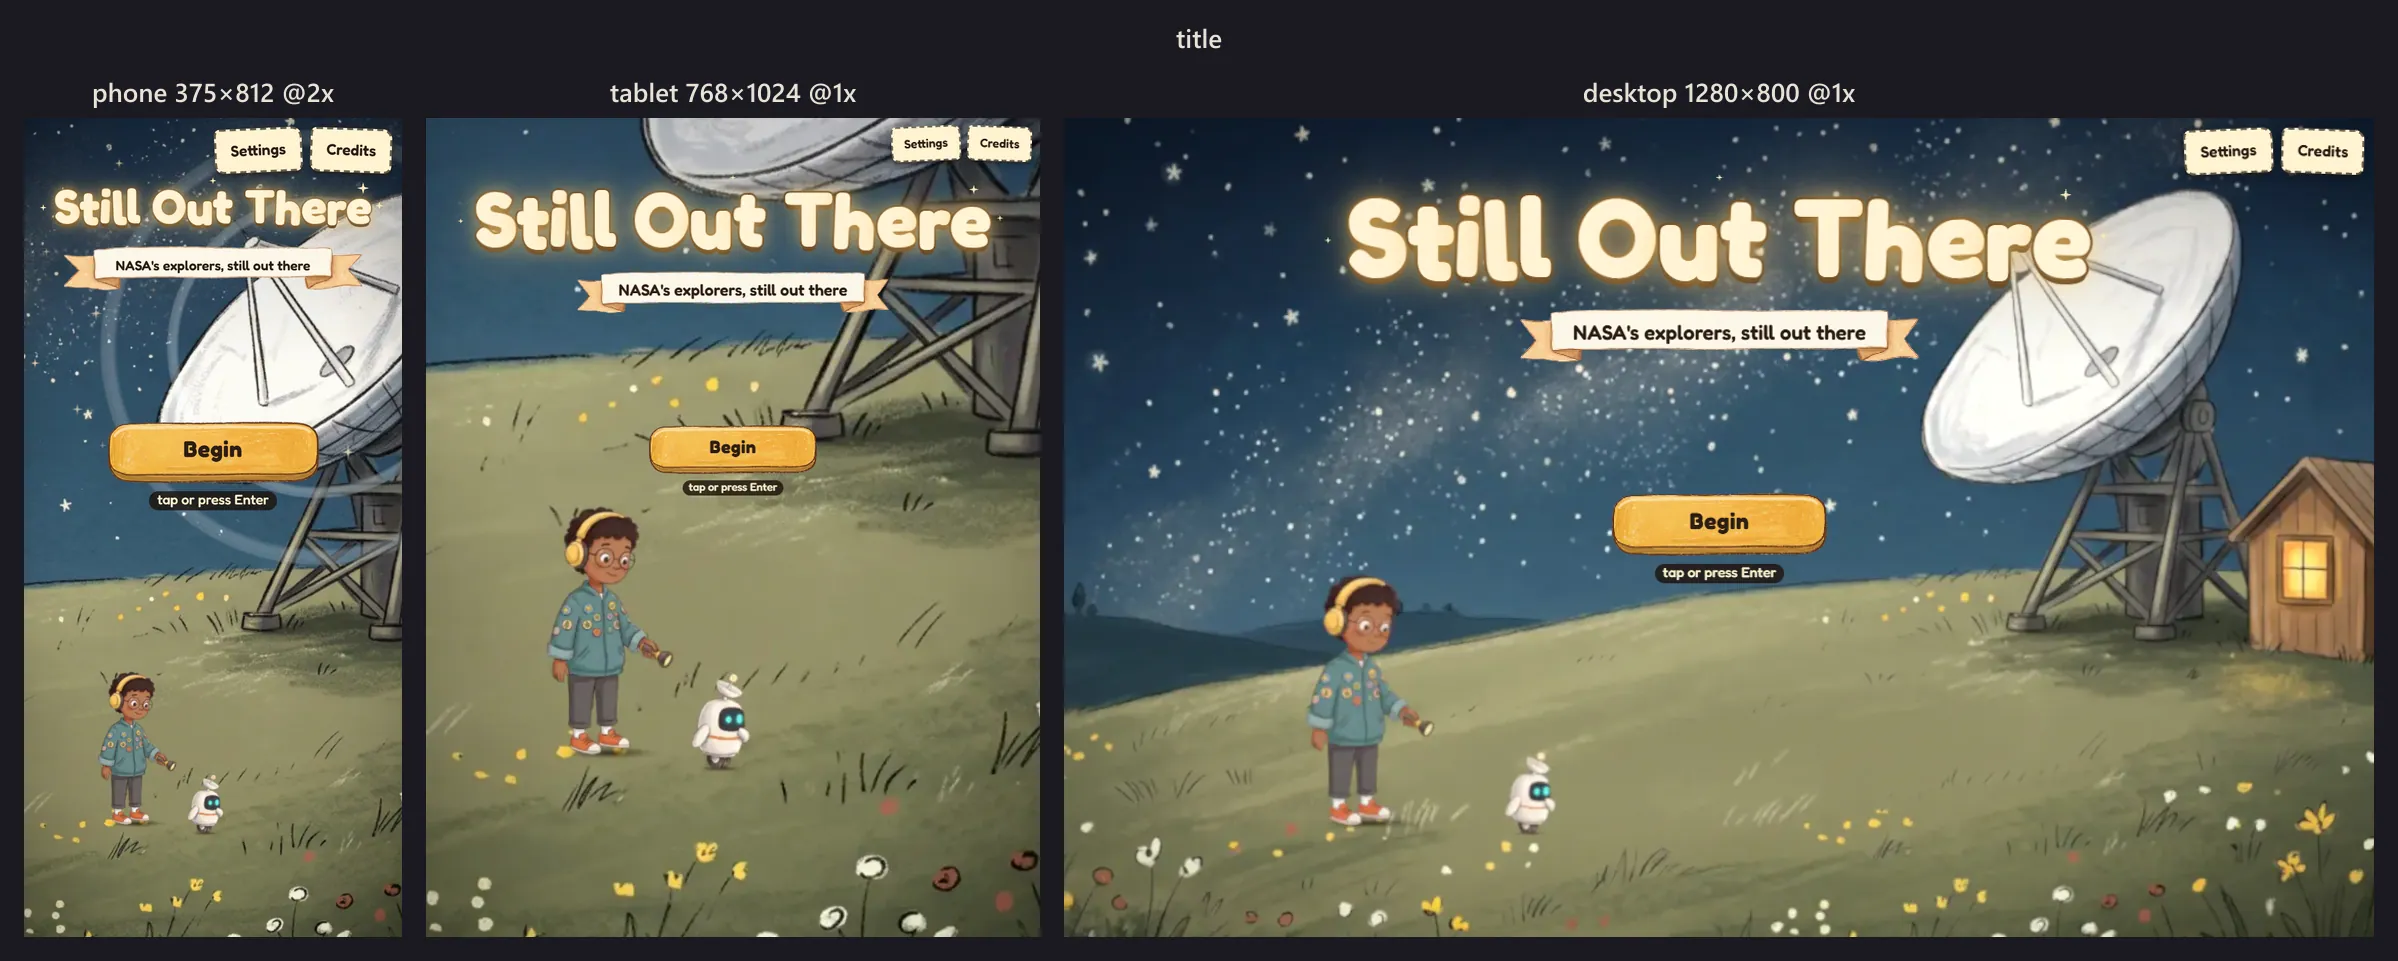 title
phone 375×812 @2x
Settings
Credits
Still Out There
NASA's explorers, still out there
Begin
tap or press Enter
tablet 768×1024 @1x
Settings
Credits
Still Out There
NASA's explorers, still out there
Begin
tap or press Enter
desktop 1280×800 @1x
Settings
Credits
Still Out There
NASA's explorers, still out there
Begin
tap or press Enter